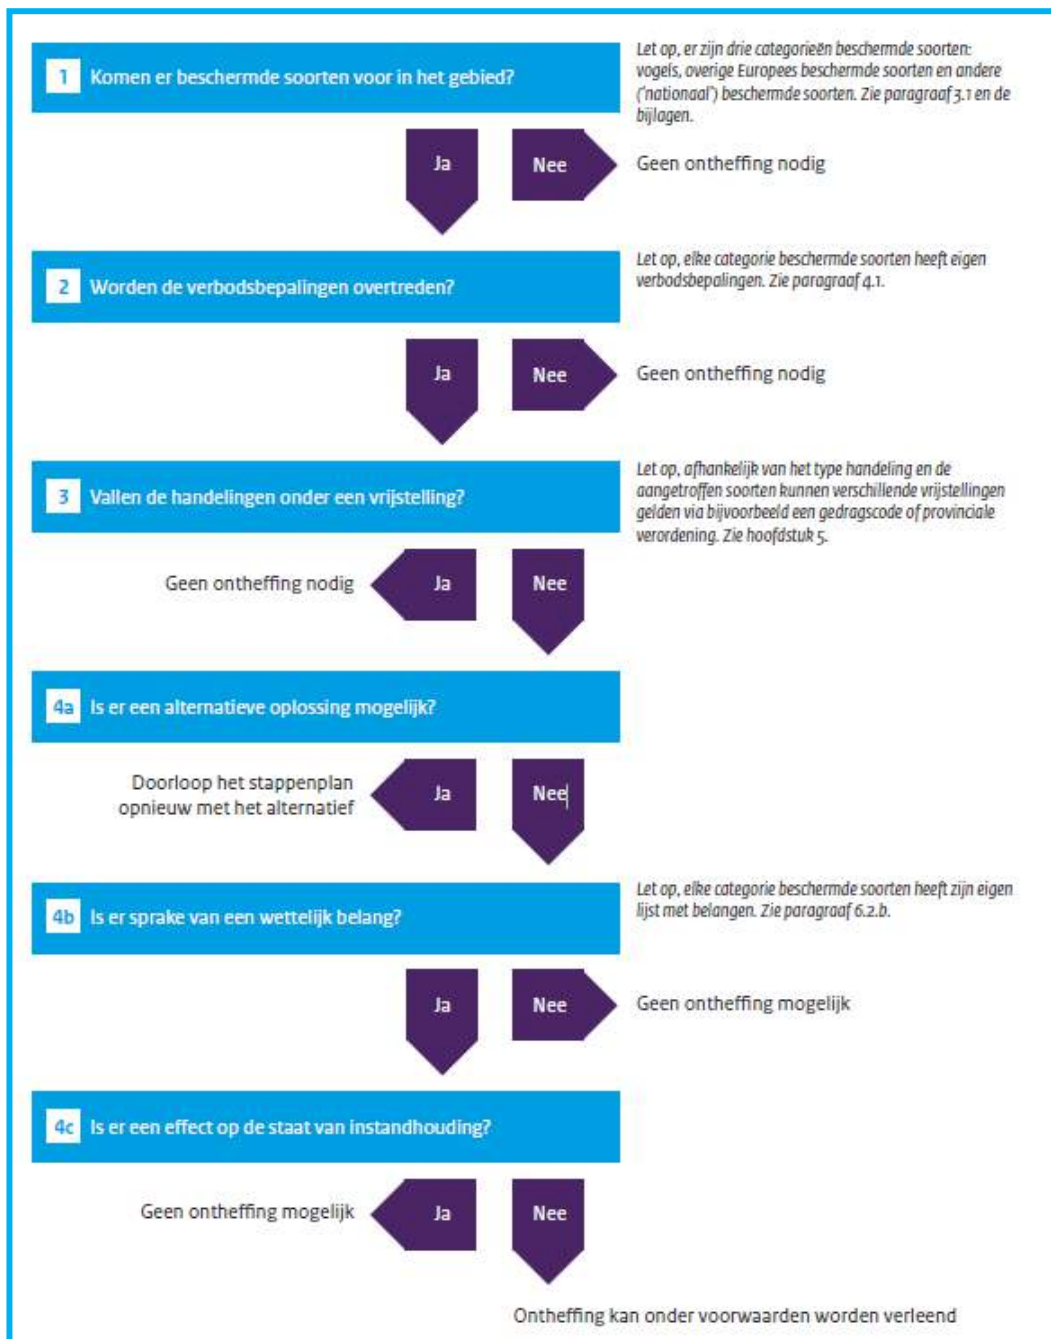 1 Komen er beschermde soorten voor in het gebied?
Let op, er zijn drie categorieën beschermde soorten:
vogels, overige Europees beschermde soorten en andere
('nationaal') beschermde soorten. Zie paragraaf 3.1 en de
bijlagen.
Ja
Nee
Geen ontheffing nodig
2 Worden de verbodsbepalingen overtreden?
Let op, elke categorie beschermde soorten heeft eigen
verbodsbepalingen. Zie paragraaf 4.1.
Ja
Nee
Geen ontheffing nodig
3 Vallen de handelingen onder een vrijstelling?
Let op, afhankelijk van het type handeling en de
aangetroffen soorten kunnen verschillende vrijstellingen
gelden via bijvoorbeeld een gedragscode of provinciale
verordening. Zie hoofdstuk 5.
Geen ontheffing nodig
Ja
Nee
4a Is er een alternatieve oplossing mogelijk?
Doorloop het stappenplan
opnieuw met het alternatief
Ja
Nee
4b Is er sprake van een wettelijk belang?
Let op, elke categorie beschermde soorten heeft zijn eigen
lijst met belangen. Zie paragraaf 6.2.b.
Ja
Nee
Geen ontheffing mogelijk
4c Is er een effect op de staat van instandhouding?
Geen ontheffing mogelijk
Ja
Nee
Ontheffing kan onder voorwaarden worden verleend